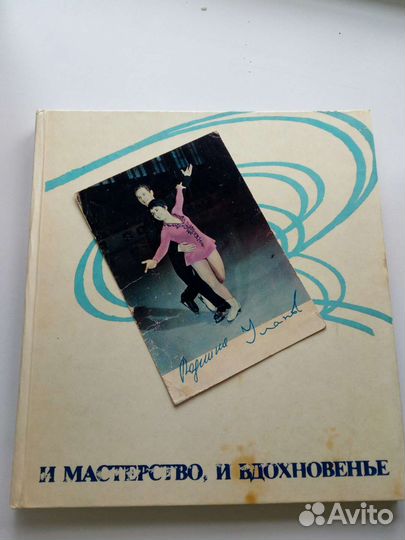 Роднина Уланов
И МАСТЕРСТВО, И ВДОХНОВЕНЬЕ
Avito